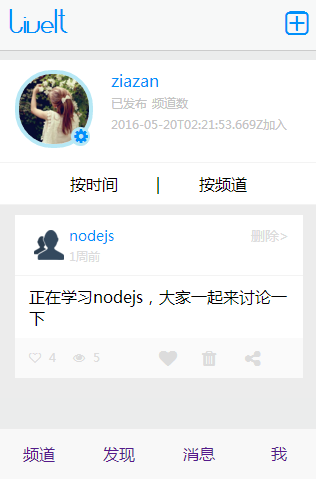 LiveIt
ziazan
已发布 频道数
2016-05-20T02:21:53.669Z加入
按时间 | 按频道
nodejs 删除>
1周前
正在学习nodejs，大家一起来讨论一
下
4 5
频道 发现 消息 我